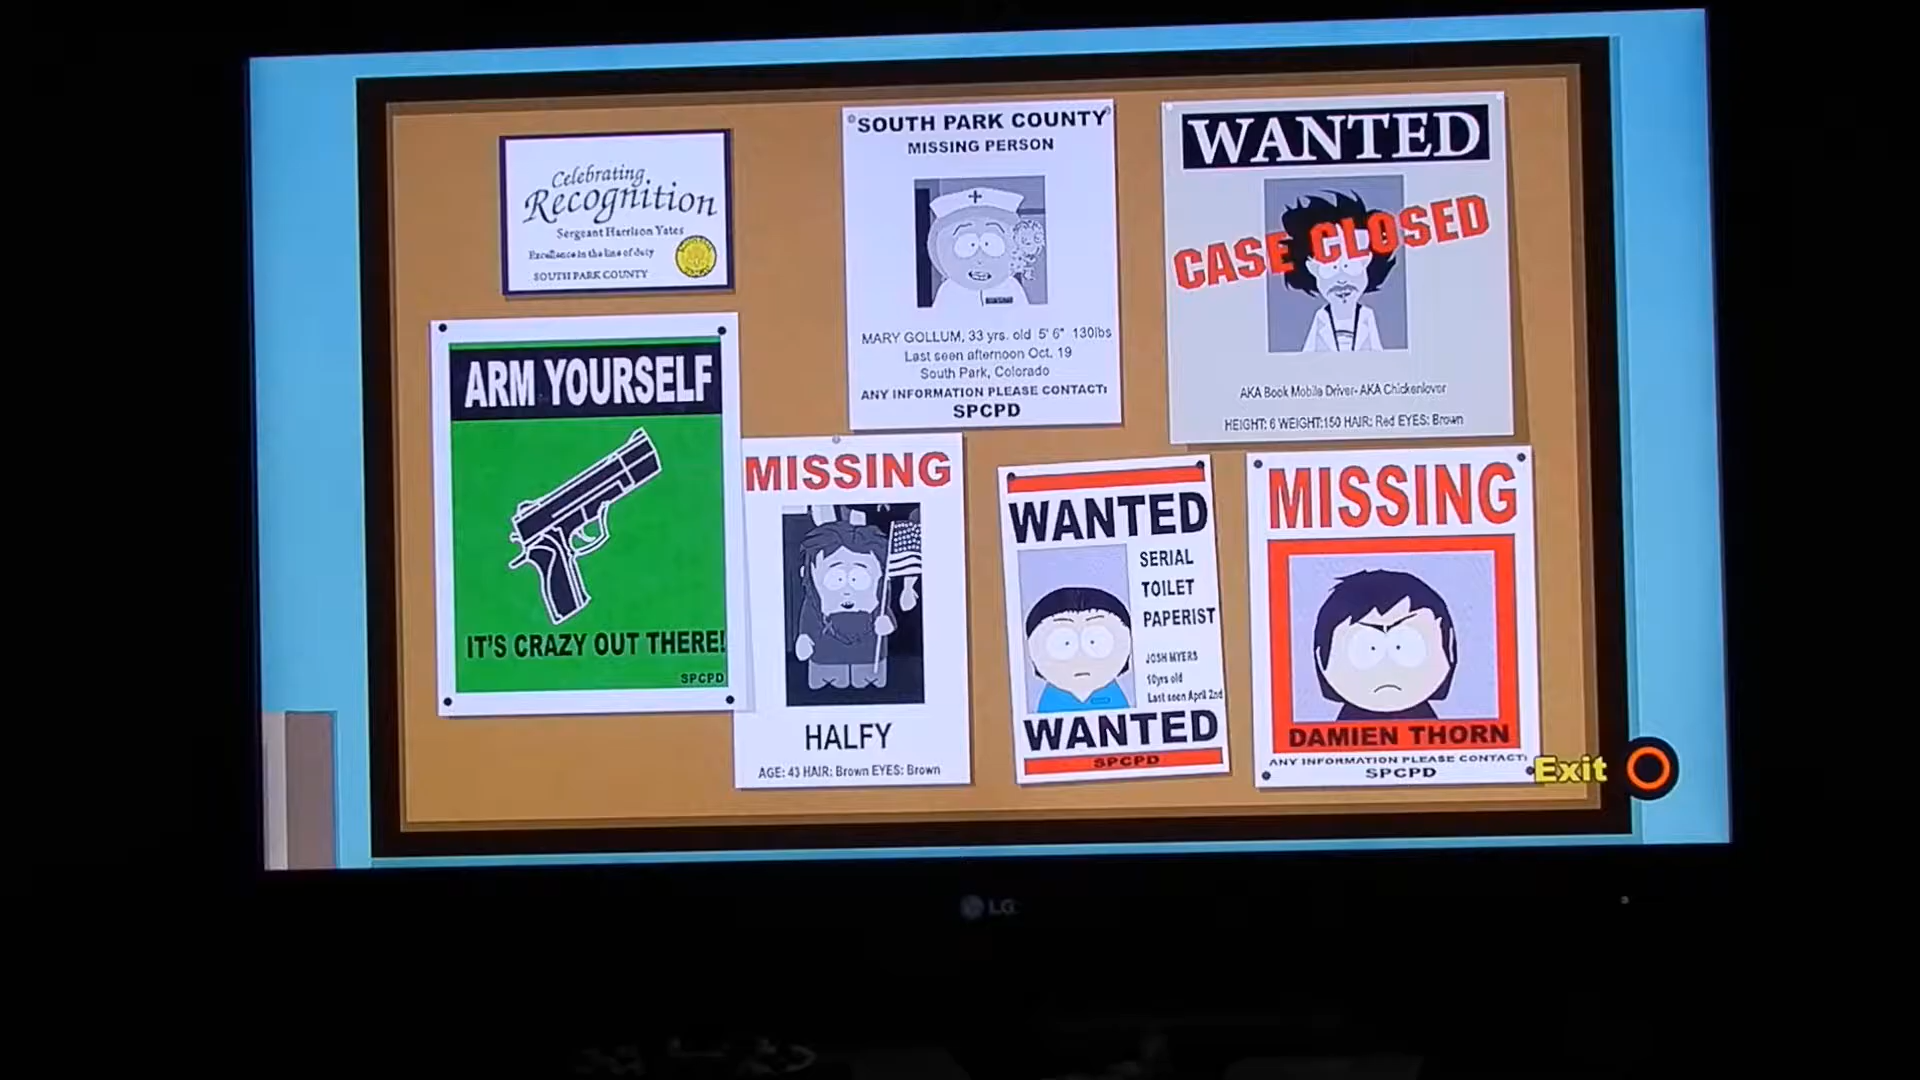 Celebrating
Recognition
Sergeant Harrison Yates
Excellence in the line of duty
SOUTH PARK COUNTY
SOUTH PARK COUNTY
MISSING PERSON
MARY GOLLUM, 33 yrs. old 5' 6" 130lbs
Last seen afternoon Oct. 19
South Park, Colorado
ANY INFORMATION PLEASE CONTACT:
SPCPD
WANTED
CASE CLOSED
AKA Book Mobile Driver- AKA Chickenlover
HEIGHT: 6 WEIGHT:150 HAIR: Red EYES: Brown
ARM YOURSELF
IT'S CRAZY OUT THERE!
SPCPD
MISSING
HALFY
AGE: 43 HAIR: Brown EYES: Brown
WANTED
SERIAL
TOILET
PAPERIST
JOSH MYERS
10yrs old
Last seen April 2nd
WANTED
SPCPD
MISSING
DAMIEN THORN
ANY INFORMATION PLEASE CONTACT:
SPCPD
Exit
LG